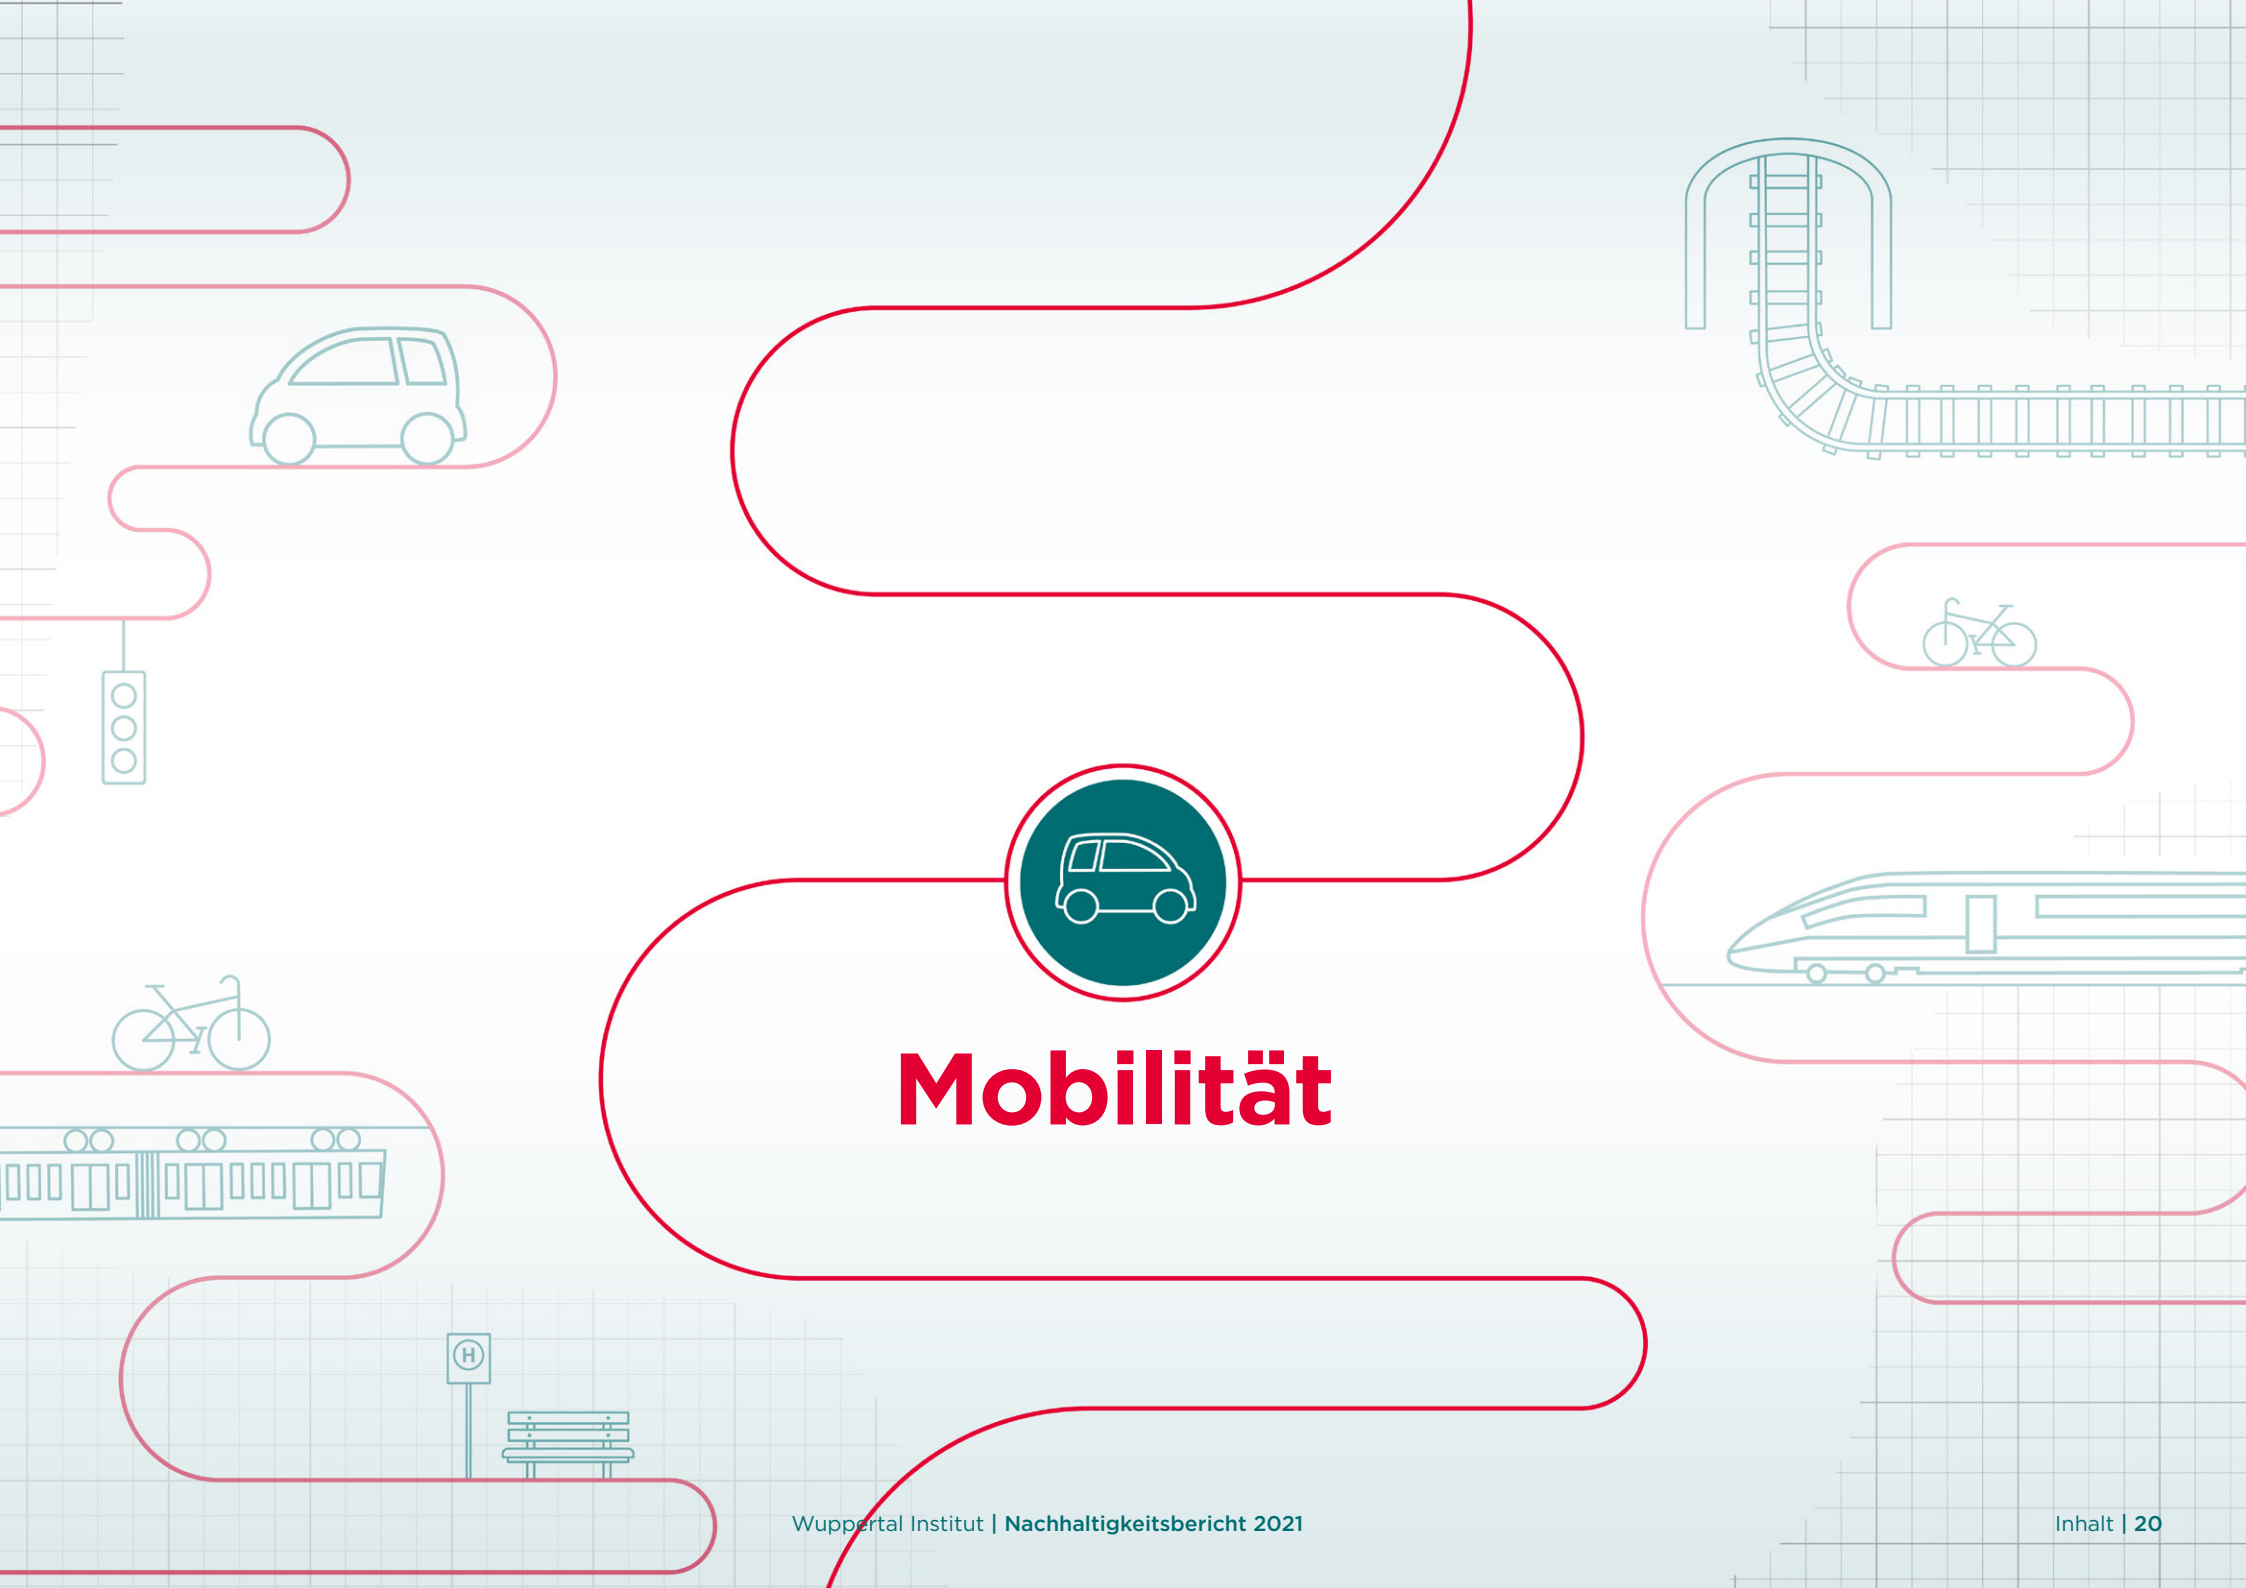 Mobilität
H
Wuppertal Institut | Nachhaltigkeitsbericht 2021
Inhalt | 20